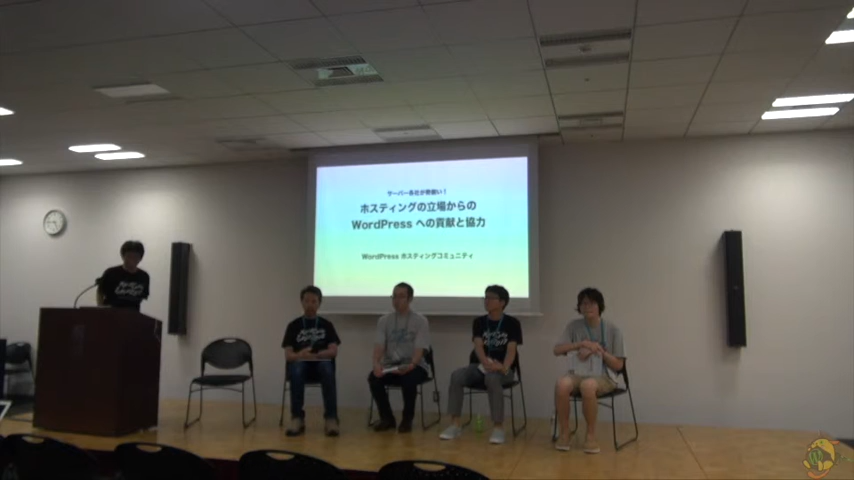 サーバー各社が勢揃い!
ホスティングの立場からの
WordPress への貢献と協力
WordPress ホスティングコミュニティ